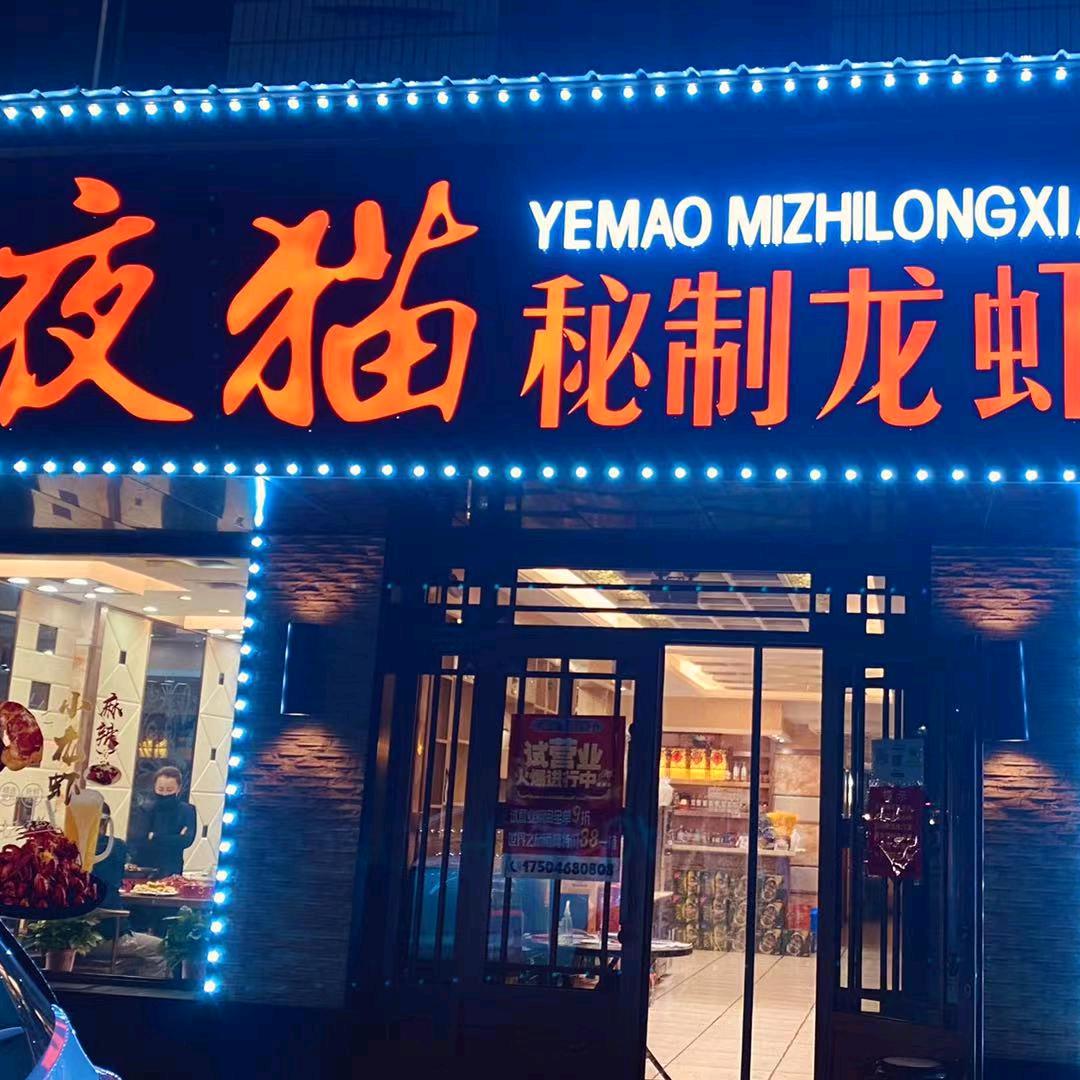 夜猫
YEMAO MIZHILONGXIA
秘制龙虾
麻辣
小龙虾
试营业
火爆进行中...
17504680808